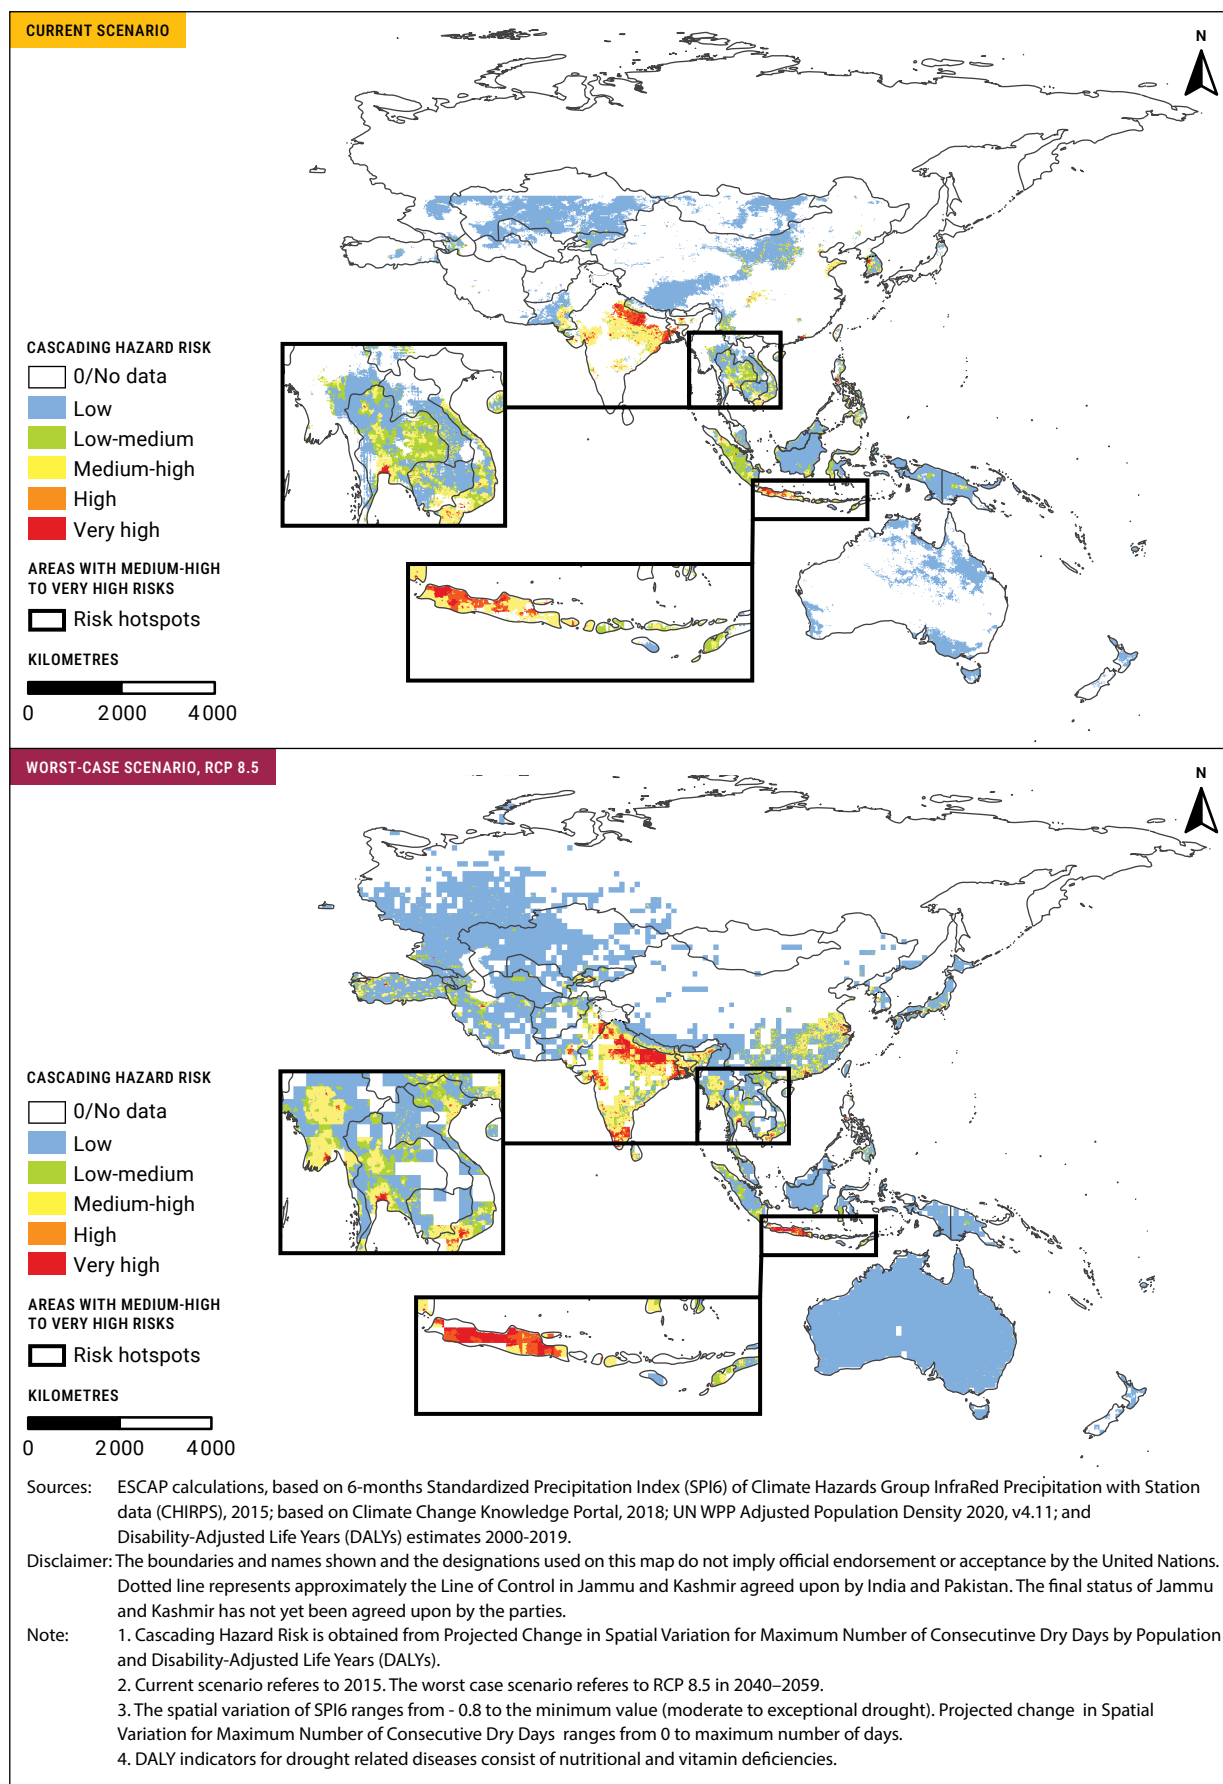 CURRENT SCENARIO
N
CASCADING HAZARD RISK
0/No data
Low
Low-medium
Medium-high
High
Very high
AREAS WITH MEDIUM-HIGH
TO VERY HIGH RISKS
Risk hotspots
KILOMETRES
0 2 000 4 000
WORST-CASE SCENARIO, RCP 8.5
N
CASCADING HAZARD RISK
0/No data
Low
Low-medium
Medium-high
High
Very high
AREAS WITH MEDIUM-HIGH
TO VERY HIGH RISKS
Risk hotspots
KILOMETRES
0 2 000 4 000
Sources: ESCAP calculations, based on 6-months Standardized Precipitation Index (SPI6) of Climate Hazards Group InfraRed Precipitation with Station
data (CHIRPS), 2015; based on Climate Change Knowledge Portal, 2018; UN WPP Adjusted Population Density 2020, v4.11; and
Disability-Adjusted Life Years (DALYs) estimates 2000-2019.
Disclaimer: The boundaries and names shown and the designations used on this map do not imply official endorsement or acceptance by the United Nations.
Dotted line represents approximately the Line of Control in Jammu and Kashmir agreed upon by India and Pakistan. The final status of Jammu
and Kashmir has not yet been agreed upon by the parties.
Note: 1. Cascading Hazard Risk is obtained from Projected Change in Spatial Variation for Maximum Number of Consecutinve Dry Days by Population
and Disability-Adjusted Life Years (DALYs).
2. Current scenario referes to 2015. The worst case scenario referes to RCP 8.5 in 2040–2059.
3. The spatial variation of SPI6 ranges from - 0.8 to the minimum value (moderate to exceptional drought). Projected change in Spatial
Variation for Maximum Number of Consecutive Dry Days ranges from 0 to maximum number of days.
4. DALY indicators for drought related diseases consist of nutritional and vitamin deficiencies.